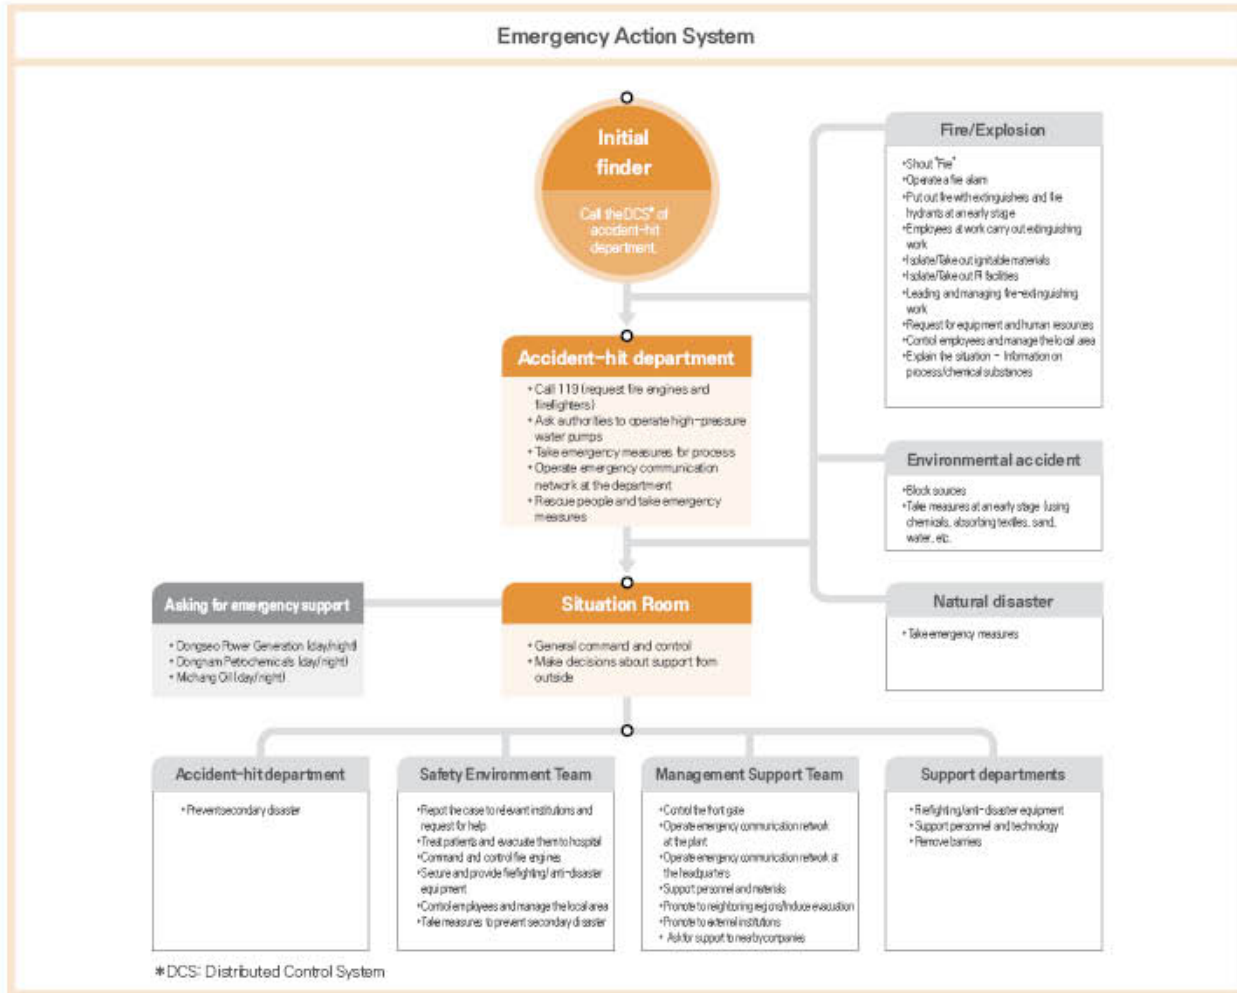 Emergency Action System
Initial
finder
Call the DCS* of
accident-hit
department.
Fire/Explosion
•Shout "Fire"
•Operate a fire alarm
•Put out fire with extinguishers and fire
hydrants at an early stage
•Employees at work carry out extinguishing
work
•Isolate/Take out ignitable materials
•Isolate/Take out facilities
•Leading and managing fire-extinguishing
work
•Request for equipment and human resources
•Control employees and manage the local area
•Explain the situation - Information on
process/chemical substances
Accident-hit department
• Call 119 (request fire engines and
firefighters)
• Ask authorities to operate high-pressure
water pumps
• Take emergency measures for process
• Operate emergency communication
network at the department
• Rescue people and take emergency
measures
Environmental accident
•Block sources
•Take measures at an early stage (using
chemicals, absorbing textiles, sand,
water, etc.
Asking for emergency support
• Dongseo Power Generation (day/night)
• Dongnam Petrochemicals (day/night)
• Michang Oil (day/night)
Situation Room
• General command and control
• Make decisions about support from
outside
Natural disaster
•Take emergency measures
Accident-hit department
•Prevent secondary disaster
Safety Environment Team
•Repot the case to relevant institutions and
request for help
•Treat patients and evacuate them to hospital
•Command and control fire engines
•Secure and provide firefighting/anti-disaster
equipment
•Control employees and manage the local area
•Take measures to prevent secondary disaster
Management Support Team
•Control the front gate
•Operate emergency communication network
at the plant
•Operate emergency communication network at
the headquarters
•Support personnel and materials
•Promote to neighboring regions/Induce evacuation
•Promote to external institutions
• Ask for support to nearby companies
Support departments
•Firefighting/anti-disaster equipment
•Support personnel and technology
•Remove barriers
*DCS: Distributed Control System